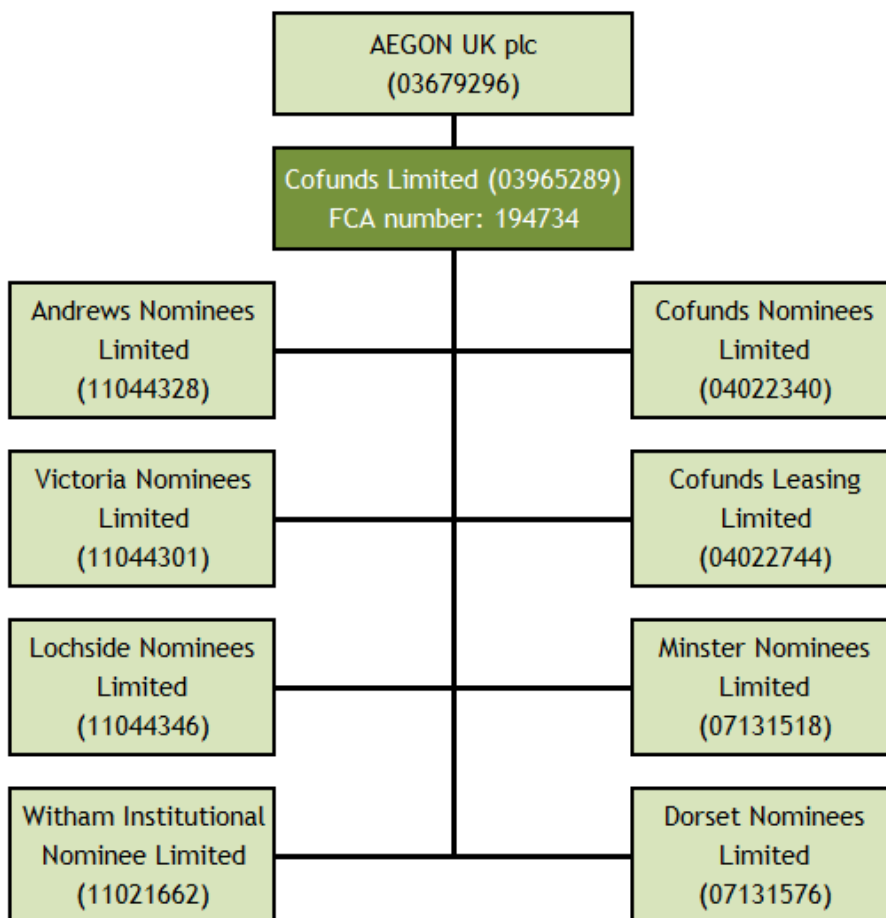 AEGON UK plc
(03679296)
Cofunds Limited (03965289)
FCA number: 194734
Andrews Nominees
Limited
(11044328)
Cofunds Nominees
Limited
(04022340)
Victoria Nominees
Limited
(11044301)
Cofunds Leasing
Limited
(04022744)
Lochside Nominees
Limited
(11044346)
Minster Nominees
Limited
(07131518)
Witham Institutional
Nominee Limited
(11021662)
Dorset Nominees
Limited
(07131576)